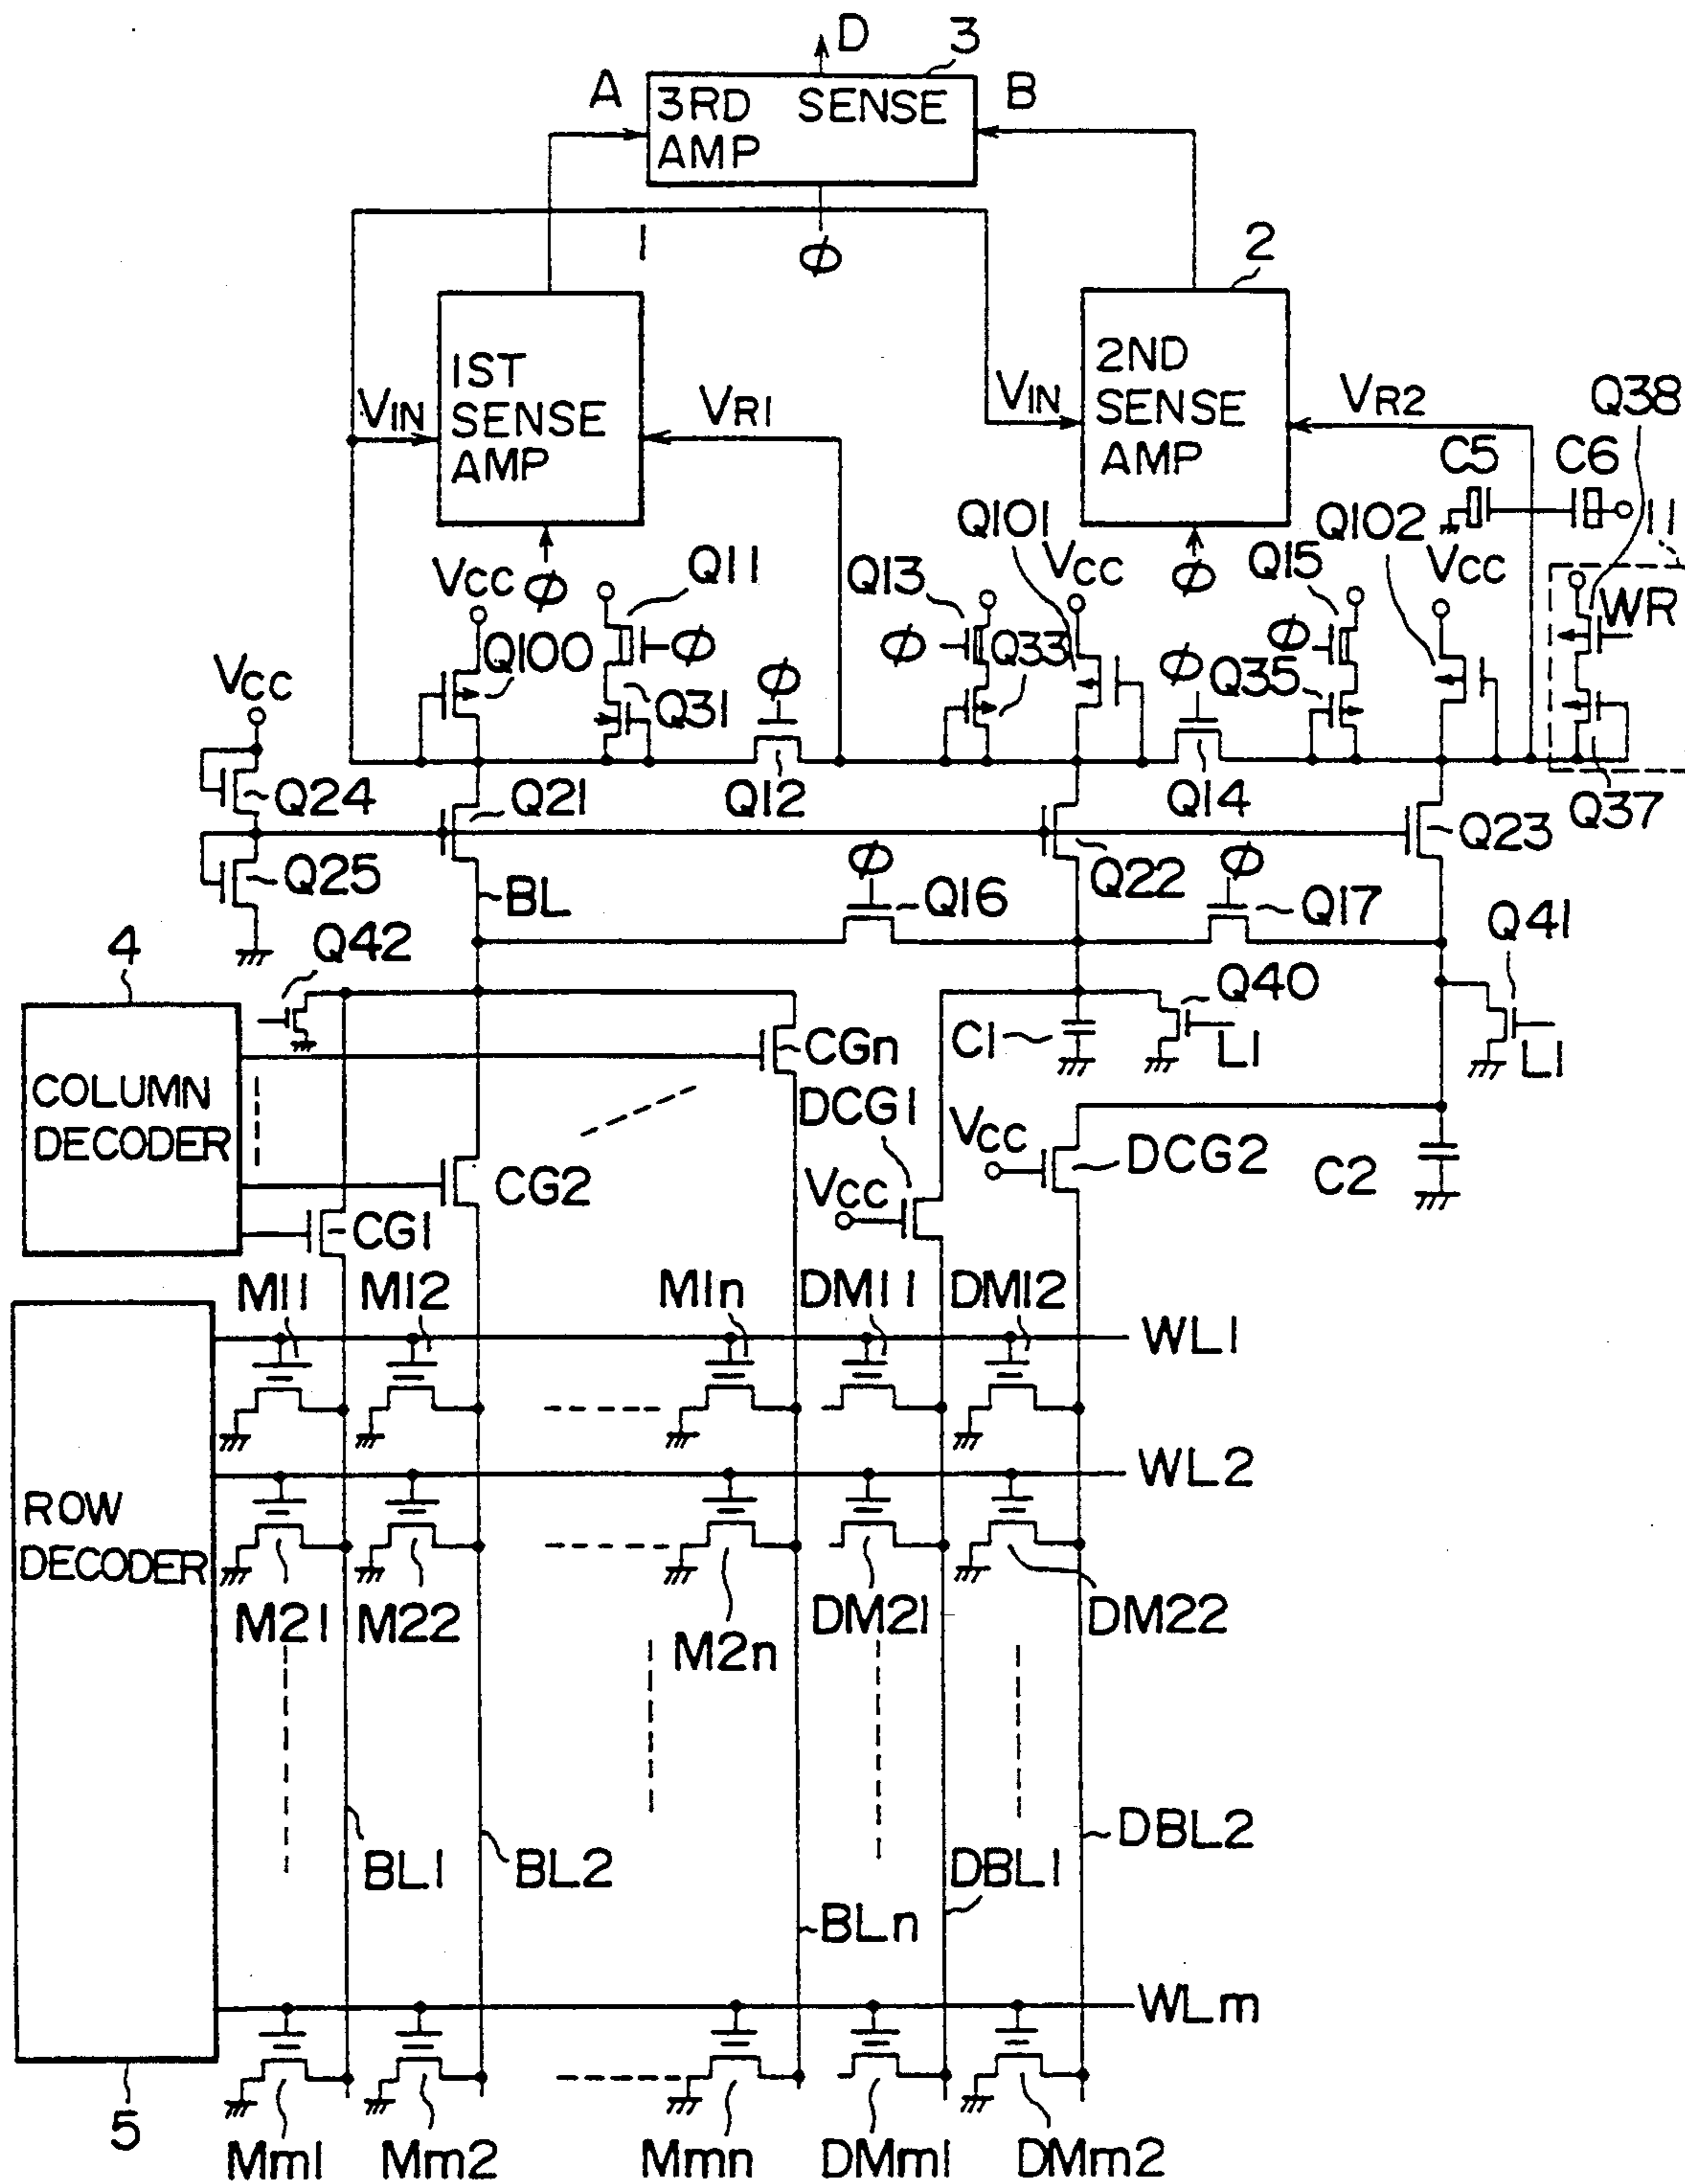 D
3
A
3RD SENSE
AMP
B
1
Φ
2
1ST
SENSE
AMP
VIN
VR1
VIN
2ND
SENSE
AMP
VR2
Q38
C5
C6
11
Φ
Q11
Q101
Φ
Q102
VCC
Q100
Φ
Q13
VCC
Q15
VCC
WR
VCC
Q31
Φ
Φ
Q33
Φ
Φ
Q35
Q24
Q21
Q12
Q14
Q37
Q23
Q25
BL
Φ
Q16
Q22
Φ
Q17
Q41
4
Q42
Q40
COLUMN
DECODER
CGn
C1
L1
L1
DCG1
VCC
DCG2
C2
CG2
VCC
CG1
M11
M12
M1n
DM11
DM12
WL1
ROW
DECODER
WL2
M21
M22
M2n
DM21
DM22
BL1
BL2
BLn
DBL1
DBL2
WLm
5
Mm1
Mm2
Mmn
DMm1
DMm2